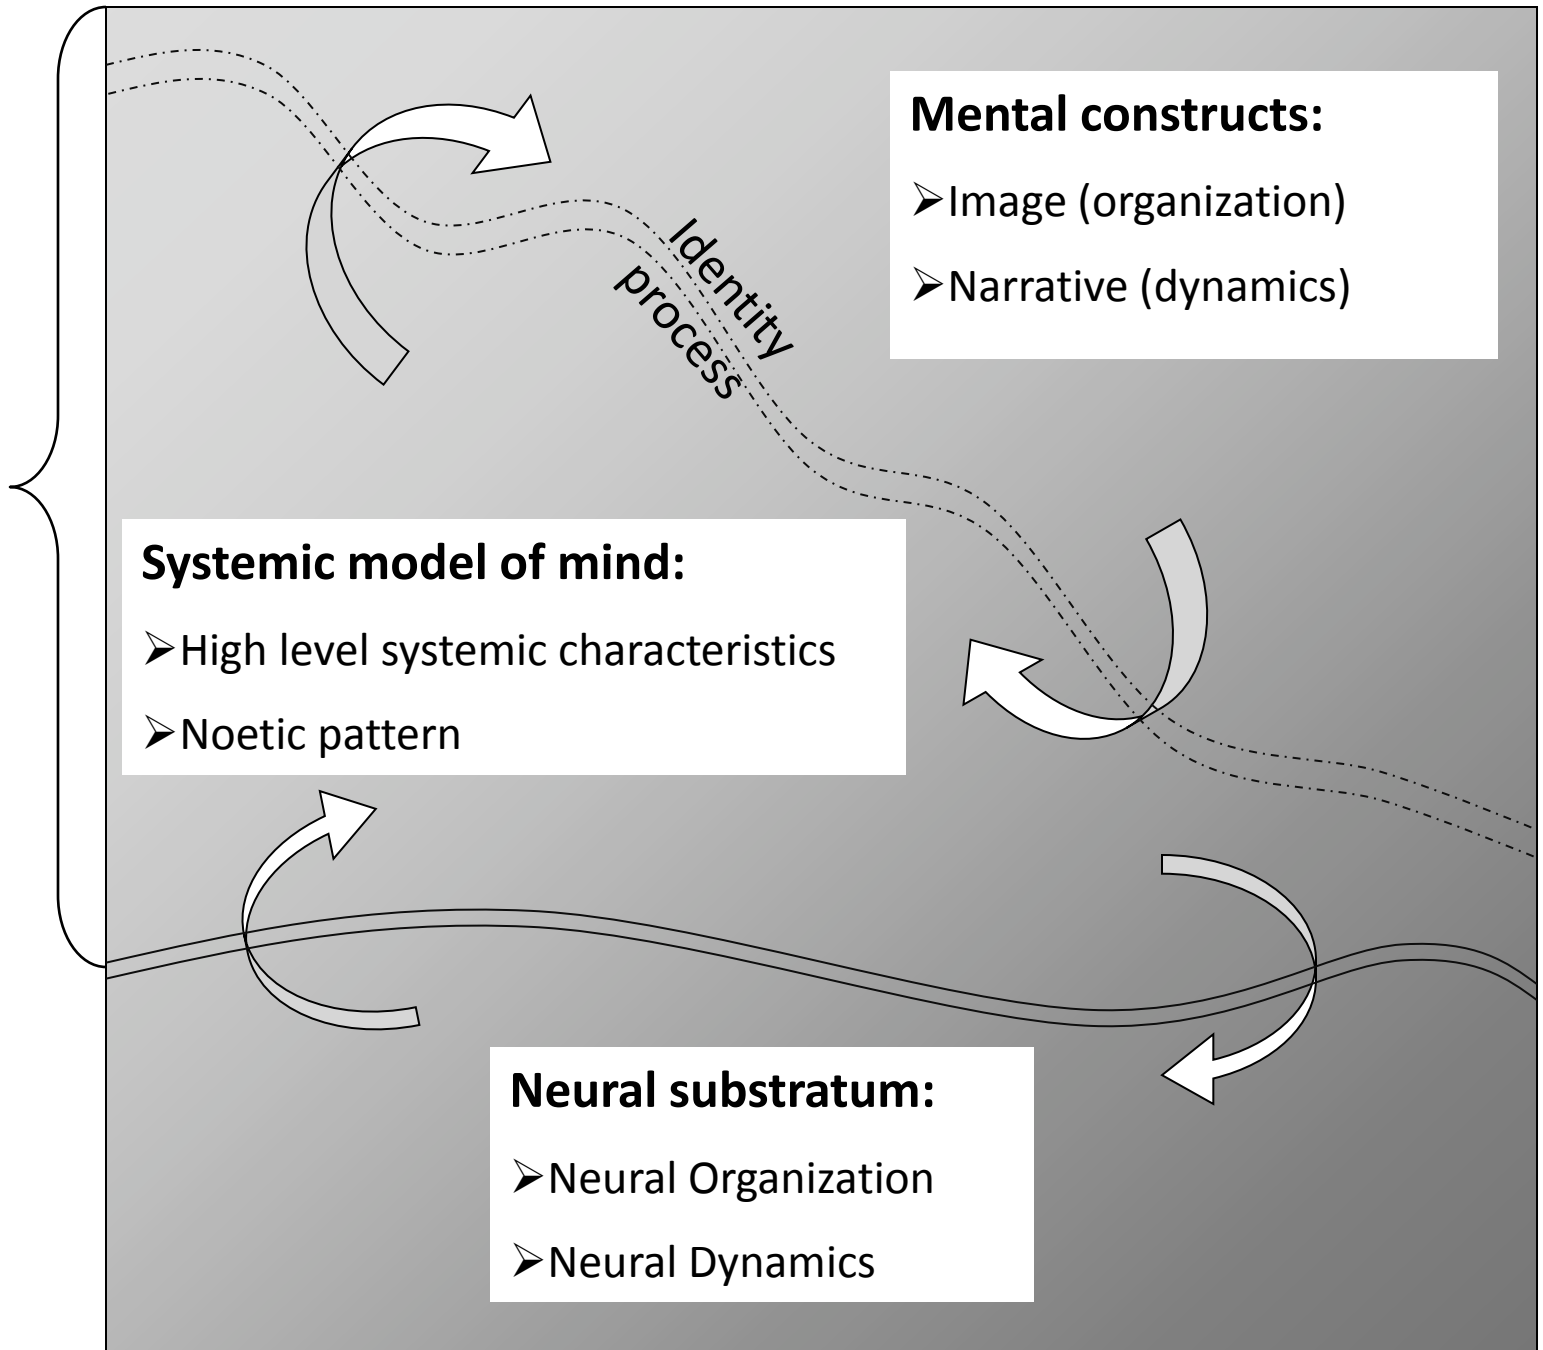 Mental constructs:
➢Image (organization)
➢Narrative (dynamics)
Identity
process
Systemic model of mind:
➢High level systemic characteristics
➢Noetic pattern
Neural substratum:
➢Neural Organization
➢Neural Dynamics